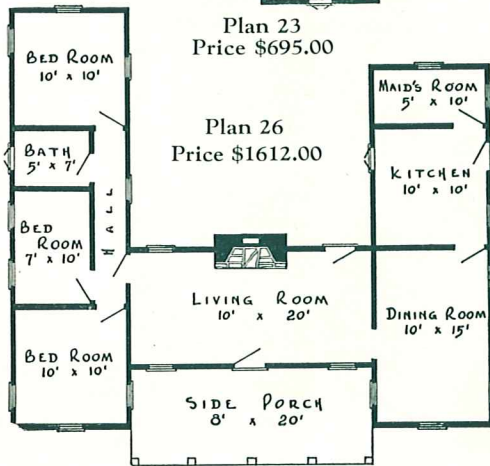 Plan 23
Price $695.00
Plan 26
Price $1612.00
BED ROOM
10' x 10'
BATH
5' x 7'
HALL
BED
ROOM
7' x 10'
BED ROOM
10' x 10'
LIVING ROOM
10' x 20'
SIDE PORCH
8' x 20'
MAID'S ROOM
5' x 10'
KITCHEN
10' x 10'
DINING ROOM
10' x 15'